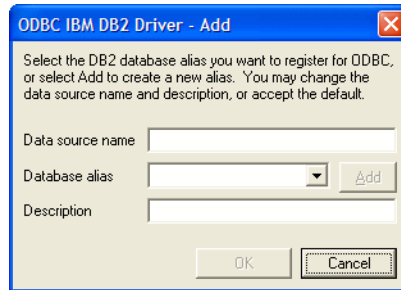 ODBC IBM DB2 Driver - Add
Select the DB2 database alias you want to register for ODBC,
or select Add to create a new alias.  You may change the
data source name and description, or accept the default.
Data source name
Database alias
Add
Description
OK
Cancel